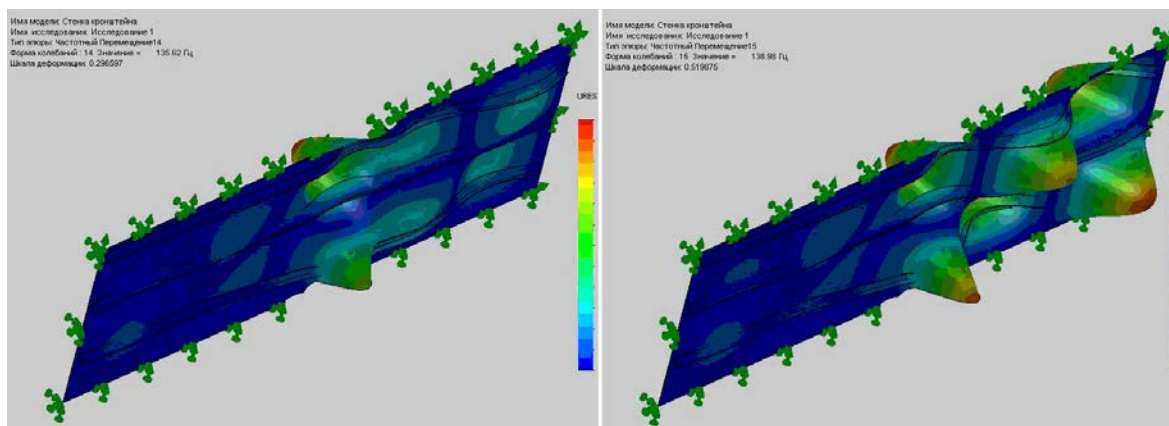 Имя модели: Стенка кронштейна
Имя исследования: Исследование 1
Тип эпюры: Частотный Перемещение14
Форма колебаний : 14 Значение = 135.62 Гц
Шкала деформации: 0.296597
URES
Имя модели: Стенка кронштейна
Имя исследования: Исследование 1
Тип эпюры: Частотный Перемещение15
Форма колебаний : 15 Значение = 138.98 Гц
Шкала деформации: 0.519875